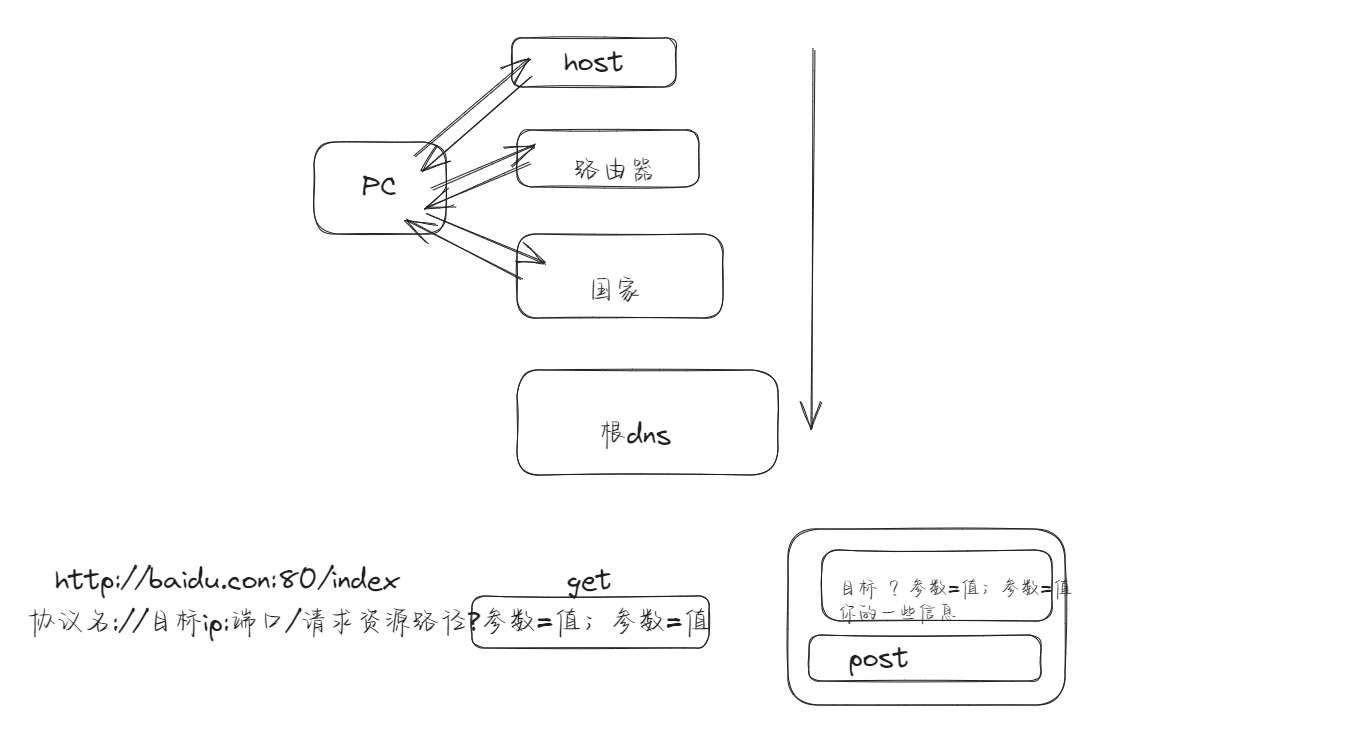 host
PC
路由器
国家
根dns
http://baidu.con:80/index
get
协议名://目标ip:端口/请求资源路径?参数=值；参数=值
目标 ？参数=值；参数=值
你的一些信息
post